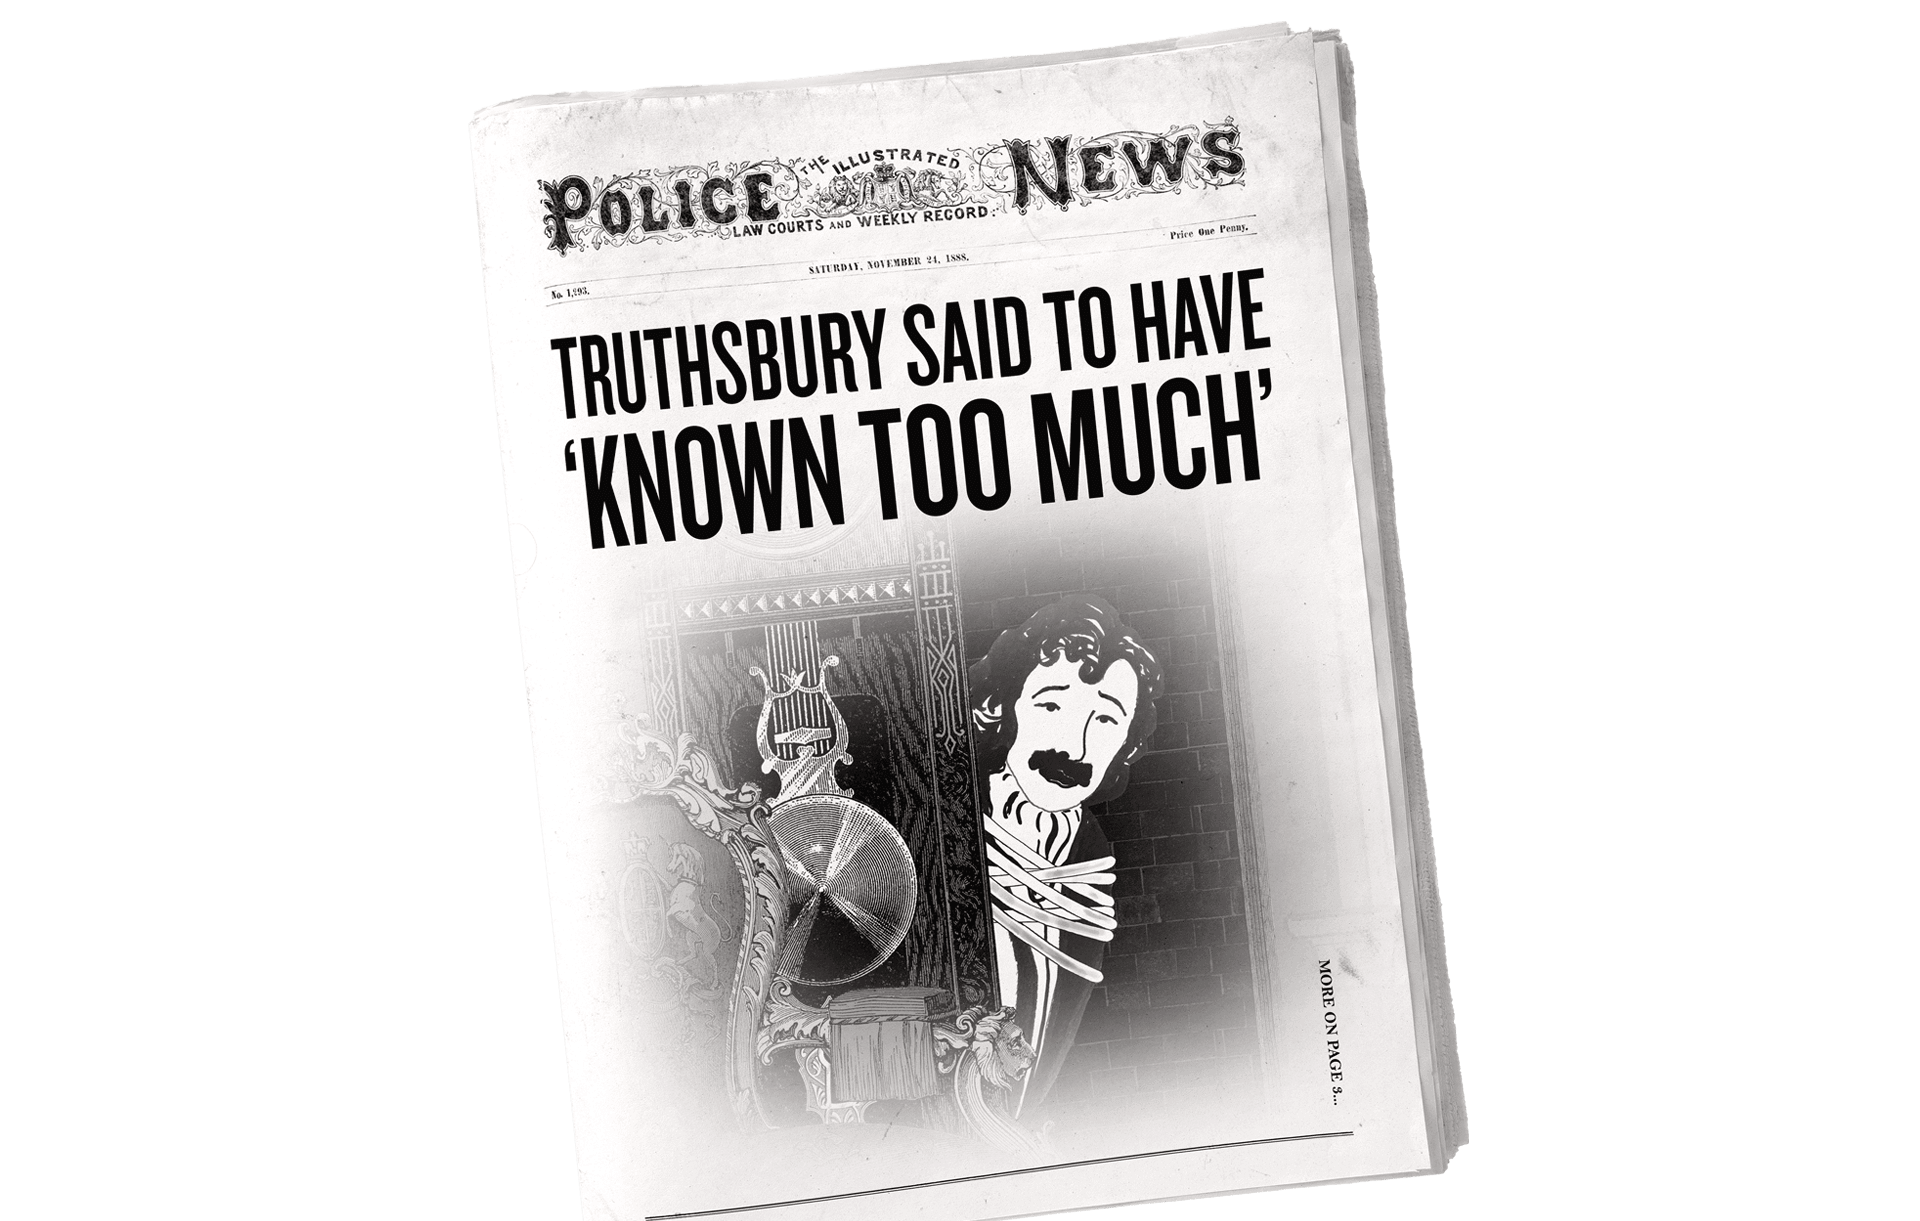 POLICE THE ILLUSTRATED NEWS
LAW COURTS AND WEEKLY RECORD.
Price One Penny.
SATURDAY, NOVEMBER 24, 1888.
No. 1,293.
TRUTHSBURY SAID TO HAVE
‘KNOWN TOO MUCH’
MORE ON PAGE 3...